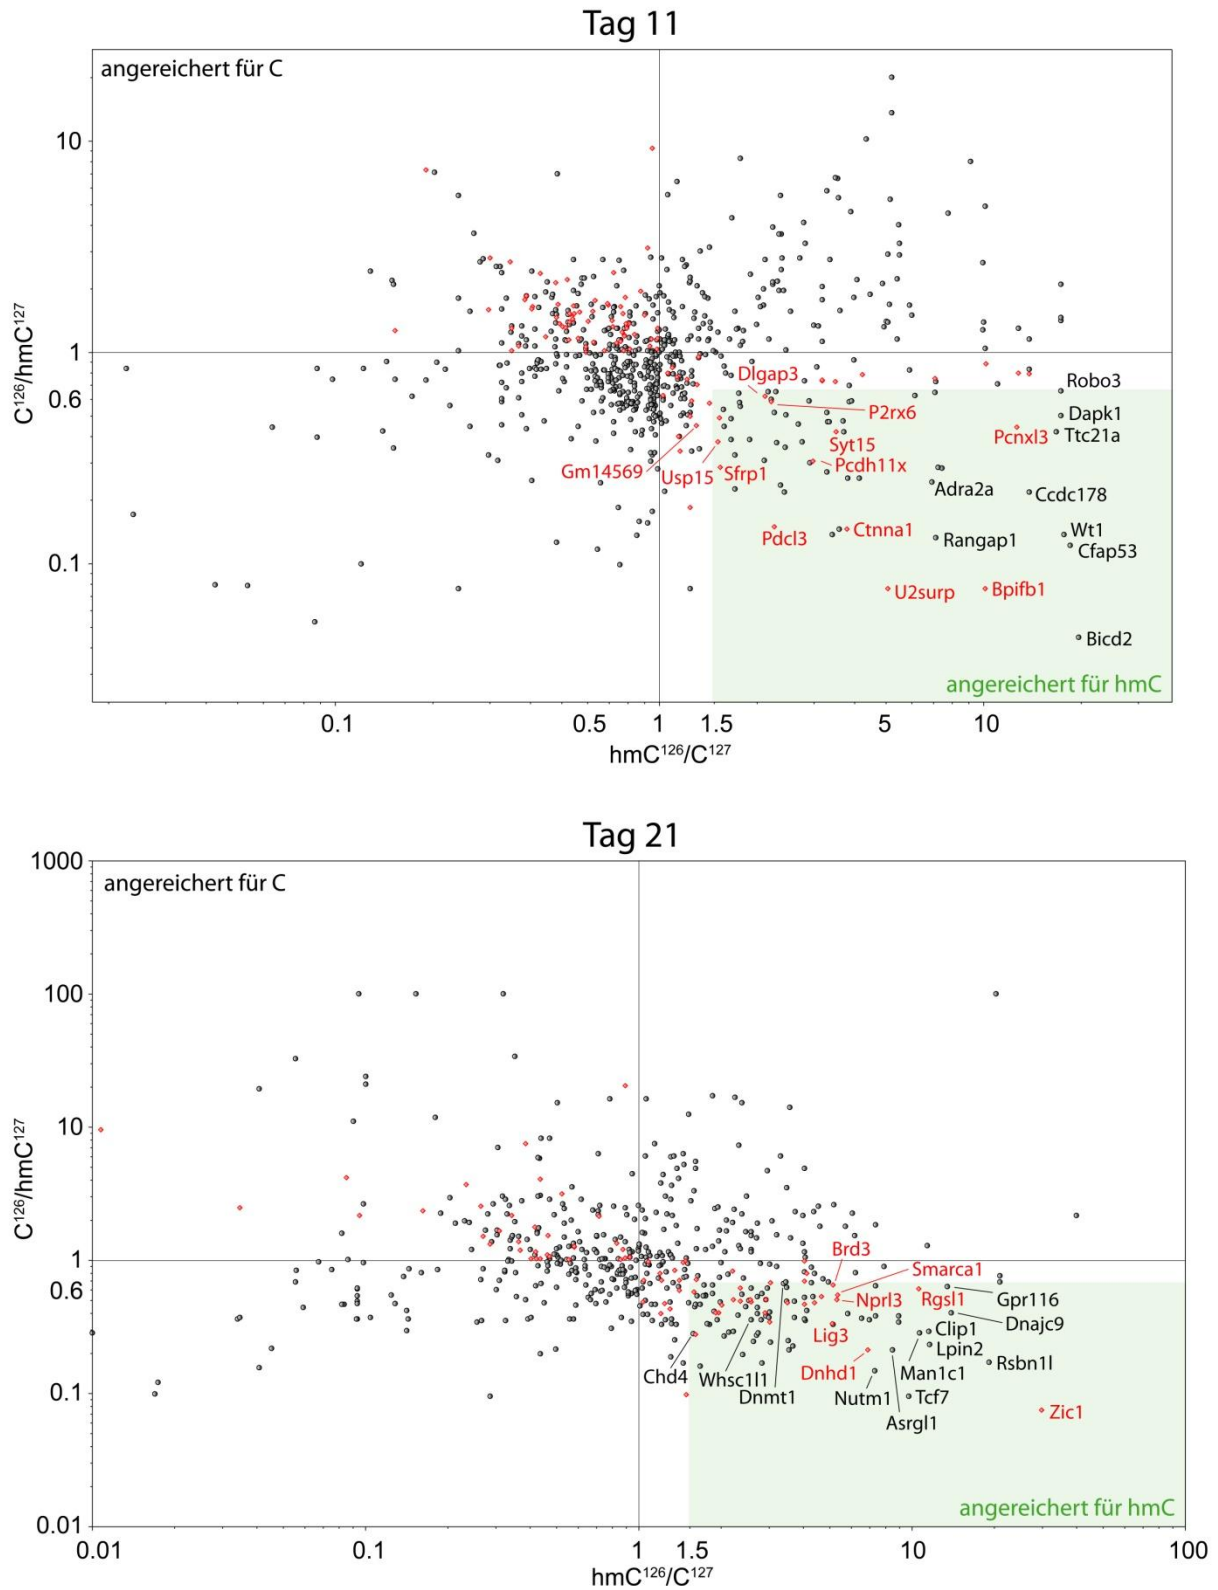 Tag 11
angereichert für C
10
1
0.6
0.1
C¹²⁶/hmC¹²⁷
Dlgap3
P2rx6
Robo3
Dapk1
Ttc21a
Pcnxl3
Syt15
Gm14569
Usp15
Sfrp1
Pcdh11x
Adra2a
Ccdc178
Pdcl3
Ctnna1
Rangap1
Wt1
Cfap53
U2surp
Bpifb1
Bicd2
angereichert für hmC
0.1 0.5 1 1.5 5 10
hmC¹²⁶/C¹²⁷
Tag 21
angereichert für C
1000
100
10
1
0.6
0.1
0.01
C¹²⁶/hmC¹²⁷
Brd3
Smarca1
Nprl3
Rgsl1
Gpr116
Dnajc9
Lig3
Clip1
Lpin2
Chd4
Whsc1l1
Dnmt1
Dnhd1
Man1c1
Rsbn1l
Nutm1
Tcf7
Asrgl1
Zic1
angereichert für hmC
0.01 0.1 1 1.5 10 100
hmC¹²⁶/C¹²⁷